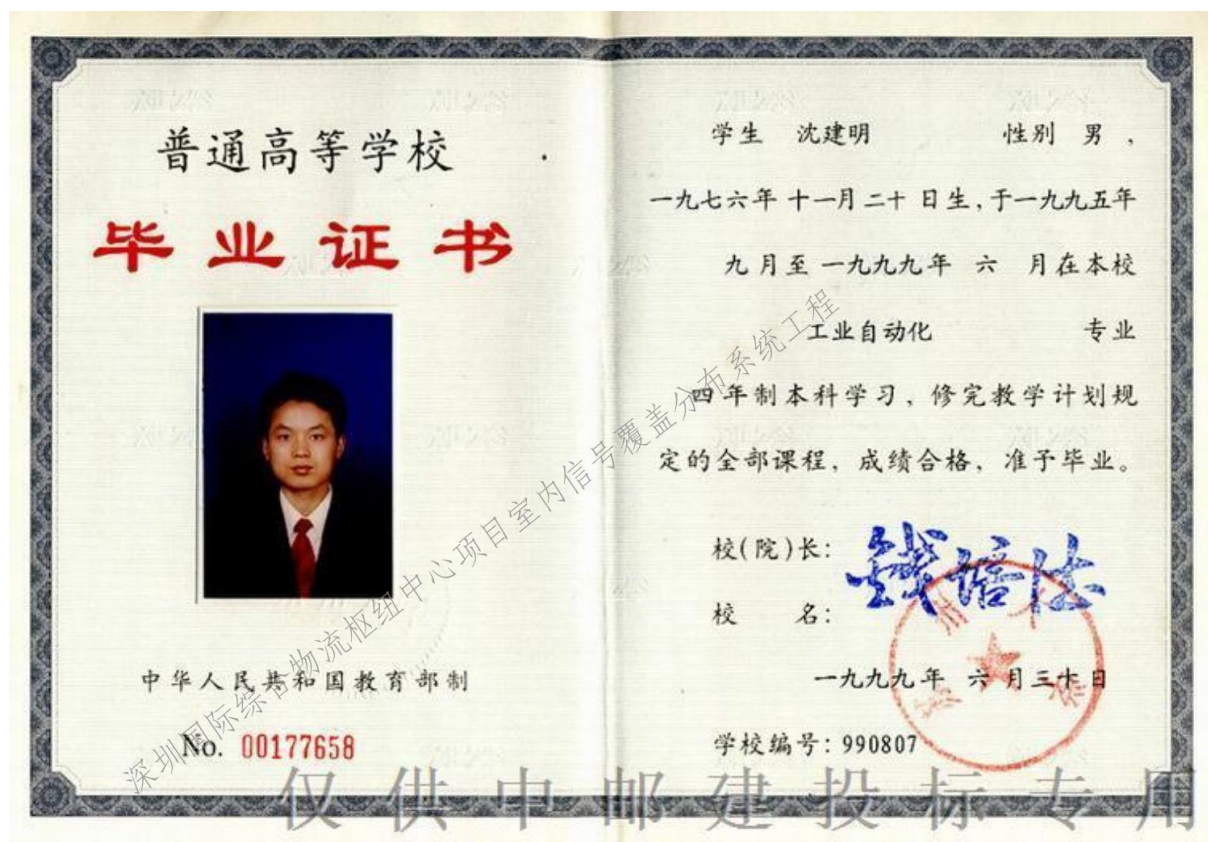 普通高等学校
毕业证书
中华人民共和国教育部制
No. 00177658
学生 沈建明 性别 男,
一九七六年十一月二十日生,于一九九五年
九月至一九九九年 六 月在本校
工业自动化 专业
四年制本科学习,修完教学计划规
定的全部课程,成绩合格,准予毕业。
校(院)长:
钱培法
校 名:
一九九九年 六 月三十日
学校编号:990807
深圳国际综合物流枢纽中心项目室内信号覆盖分布系统工程
仅供中邮建投标专用